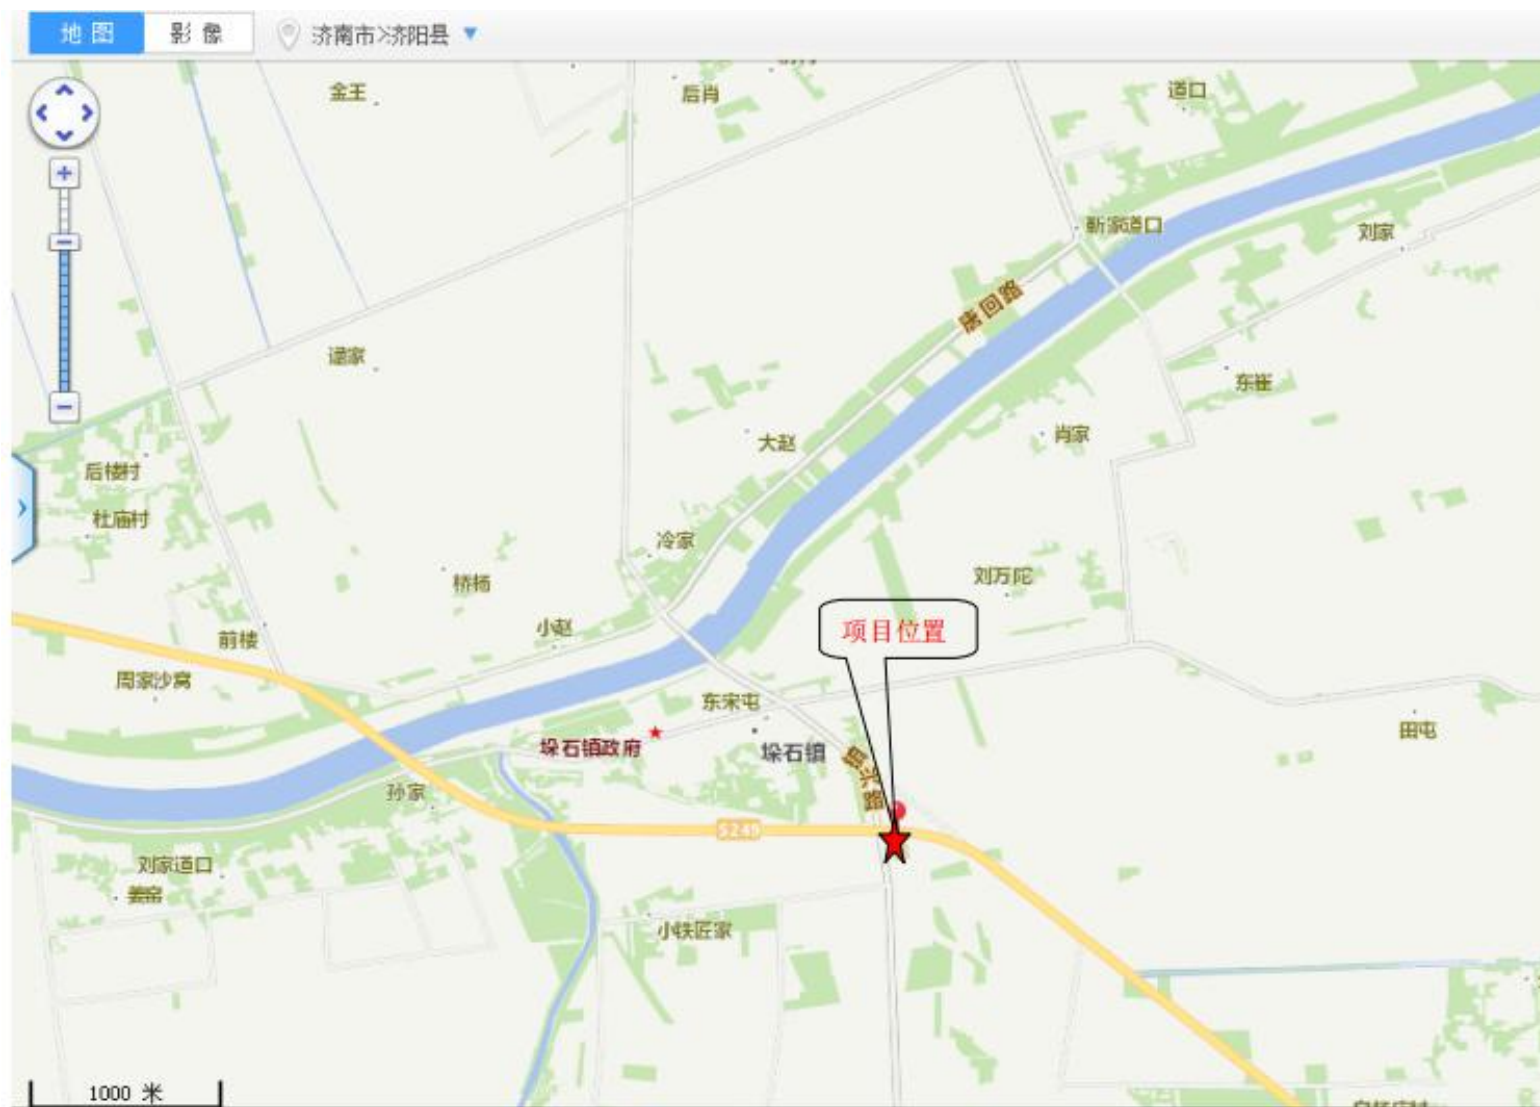 地图 影像 济南市>济阳县
金王
后肖
道口
靳家道口
刘家
唐回路
逯家
东崔
大赵
肖家
后楼村
杜庙村
冷家
桥杨
刘万陀
小赵
前楼
项目位置
周家沙窝
东宋屯
田屯
垛石镇政府
垛石镇
路
孙家
S249
刘家道口
姜窑
小铁匠家
1000 米